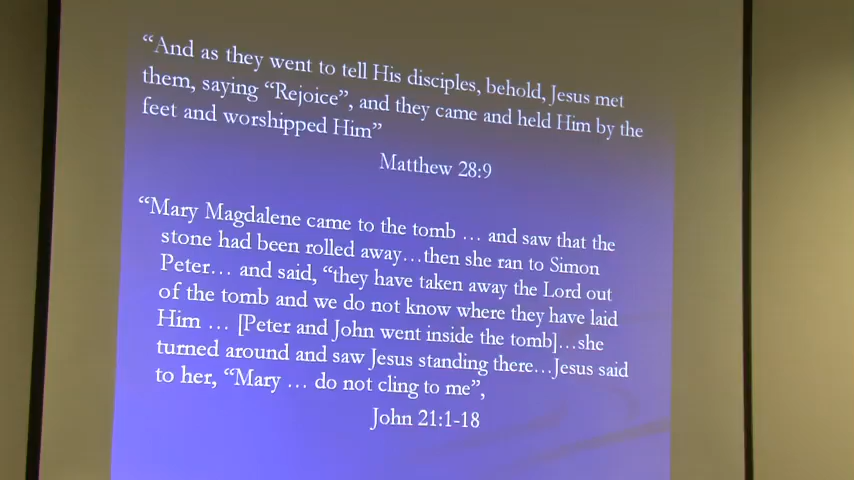 “And as they went to tell His disciples, behold, Jesus met
them, saying “Rejoice”, and they came and held Him by the
feet and worshipped Him”
Matthew 28:9
“Mary Magdalene came to the tomb … and saw that the
stone had been rolled away…then she ran to Simon
Peter… and said, “they have taken away the Lord out
of the tomb and we do not know where they have laid
Him … [Peter and John went inside the tomb]…she
turned around and saw Jesus standing there…Jesus said
to her, “Mary … do not cling to me”,
John 21:1-18